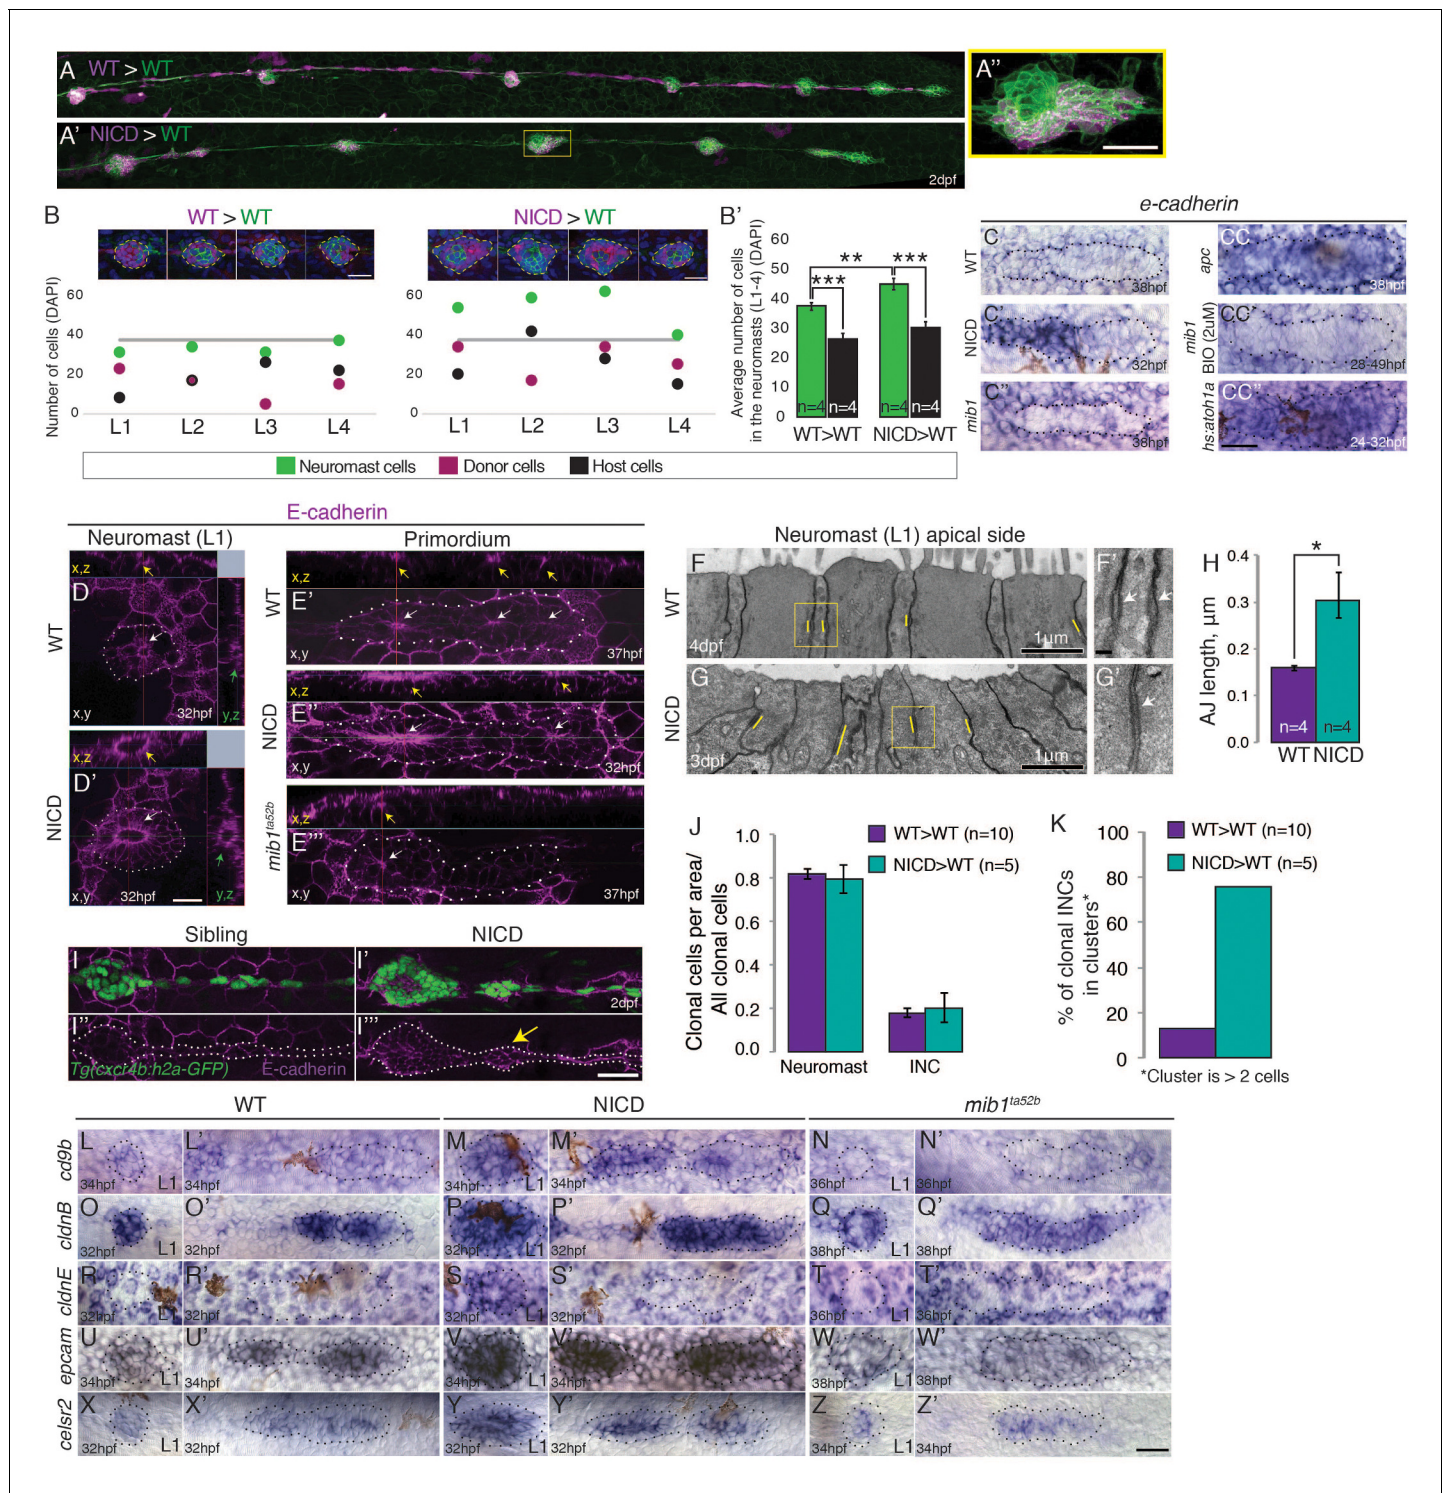 A WT > WT
A' NICD > WT
2dpf
A"
B
WT > WT
NICD > WT
Number of cells (DAPI)
60
40
20
0
L1 L2 L3 L4
60
40
20
0
L1 L2 L3 L4
Neuromast cells Donor cells Host cells
B'
Average number of cells
in the neuromasts (L1-4) (DAPI)
60
50
40
30
20
10
0
** *** ***
n=4 n=4 n=4 n=4
WT>WT NICD>WT
e-cadherin
WT C 38hpf
apc CC 38hpf
NICD C' 32hpf
mib1
BIO (2uM) CC' 28-49hpf
mib1 C" 38hpf
hs:atoh1a CC" 24-32hpf
E-cadherin
Neuromast (L1) Primordium
WT
x,z
D
x,y 32hpf y,z
NICD
x,z
D'
x,y 32hpf y,z
WT
x,z
E'
x,y 37hpf
NICD
x,z
E"
x,y 32hpf
mib1ta52b
x,z
E'''
x,y 37hpf
Neuromast (L1) apical side
WT F 4dpf 1µm F'
NICD G 3dpf 1µm G'
H
AJ length, µm
0.4
0.3
0.2
0.1
0.0
*
n=4 n=4
WT NICD
Sibling NICD
I I' 2dpf
I" I'''
Tg(cxcr4b:h2a-GFP) E-cadherin
J
Clonal cells per area/
All clonal cells
1.0
0.8
0.6
0.4
0.2
0.0
WT>WT (n=10)
NICD>WT (n=5)
Neuromast INC
K
% of clonal INCs
in clusters*
100
80
60
40
20
0
WT>WT (n=10)
NICD>WT (n=5)
*Cluster is > 2 cells
WT NICD mib1ta52b
cd9b
L 34hpf L1 L' 34hpf M 34hpf L1 M' 34hpf N 36hpf L1 N' 36hpf
cldnB
O 32hpf L1 O' 32hpf P 32hpf L1 P' 32hpf Q 38hpf L1 Q' 38hpf
cldnE
R 32hpf L1 R' 32hpf S 32hpf L1 S' 32hpf T 36hpf L1 T' 36hpf
epcam
U 34hpf L1 U' 34hpf V 34hpf L1 V' 34hpf W 38hpf L1 W' 38hpf
celsr2
X 32hpf L1 X' 32hpf Y 32hpf L1 Y' 32hpf Z 34hpf L1 Z' 34hpf